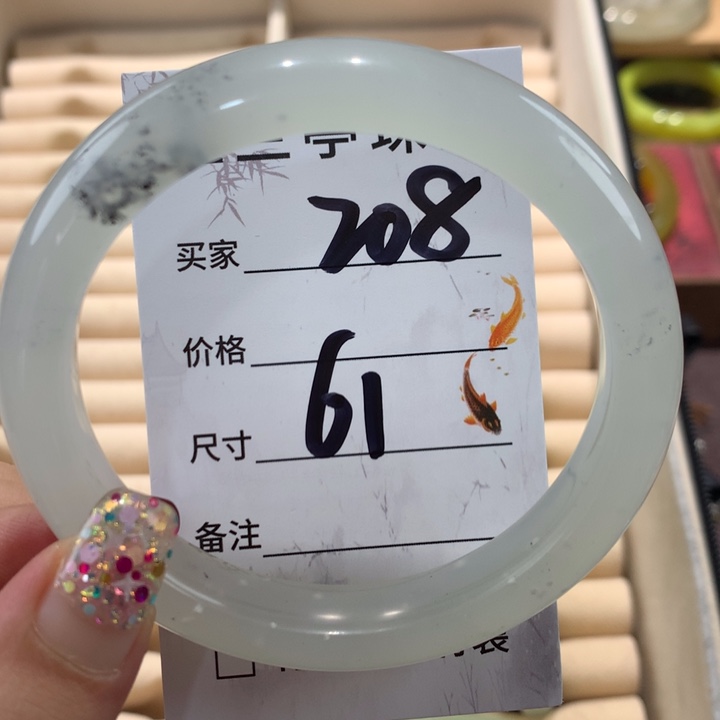 买家 208
价格
尺寸 61
备注